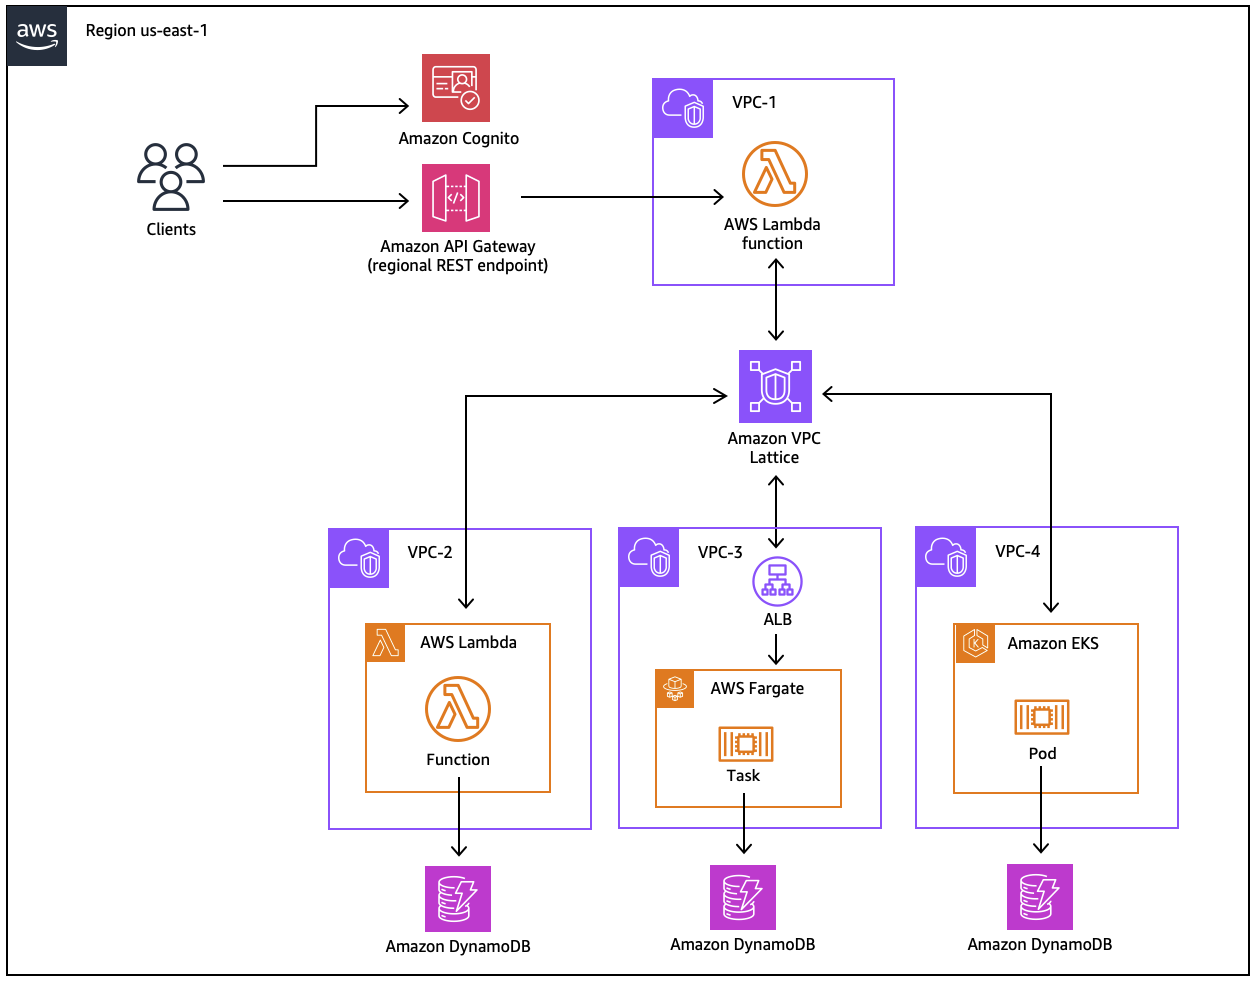 aws
Region us-east-1
Amazon Cognito
Clients
Amazon API Gateway
(regional REST endpoint)
VPC-1
AWS Lambda
function
Amazon VPC
Lattice
VPC-2
AWS Lambda
Function
Amazon DynamoDB
VPC-3
ALB
AWS Fargate
Task
Amazon DynamoDB
VPC-4
Amazon EKS
K
Pod
Amazon DynamoDB